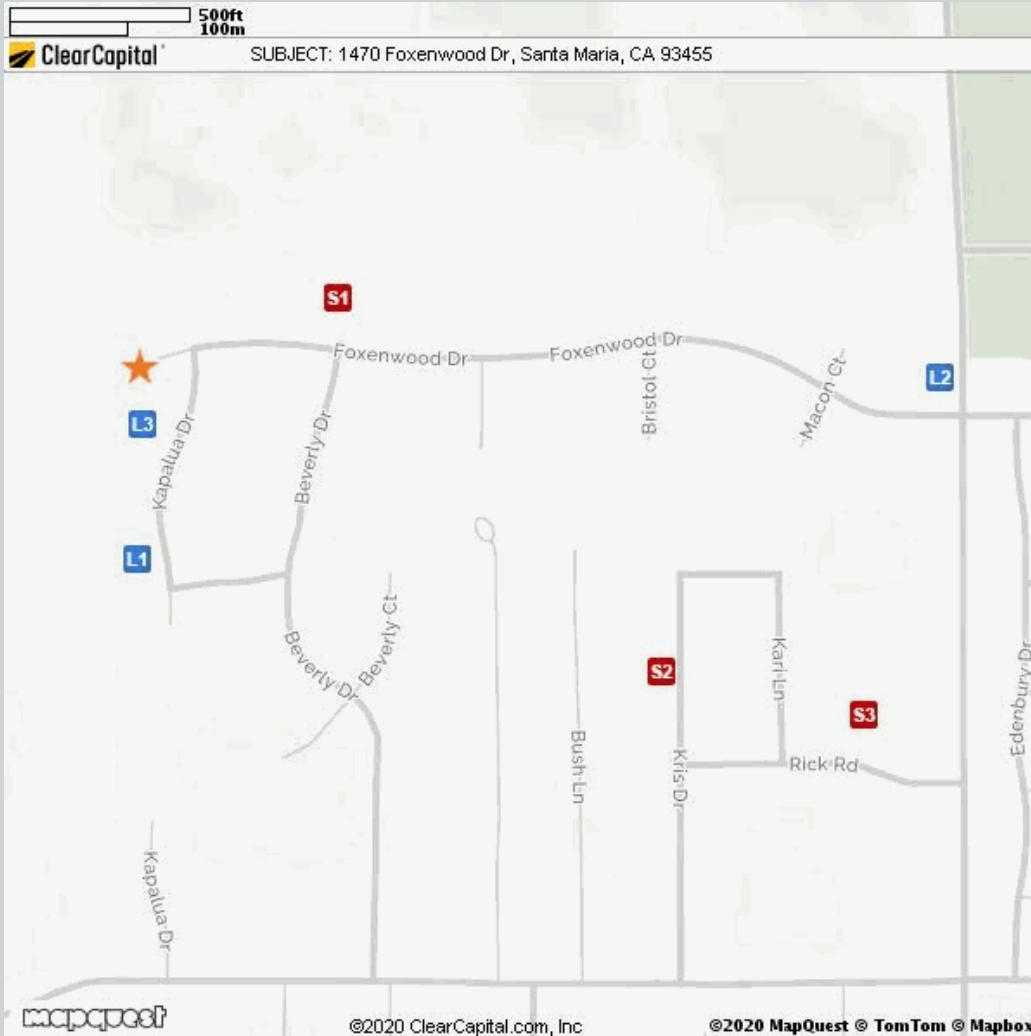 500ft
100m
ClearCapital
SUBJECT: 1470 Foxenwood Dr, Santa Maria, CA 93455
S1
Foxenwood Dr
Foxenwood Dr
Bristol Ct
Macon Ct
L2
L3
Kapalua Dr
Beverly Dr
L1
Beverly Dr
Beverly Ct
S2
Kari Ln
S3
Edenbury Dr
Bush Ln
Kris Dr
Rick Rd
Kapalua Dr
mapquest
©2020 ClearCapital.com, Inc
©2020 MapQuest © TomTom © Mapbox